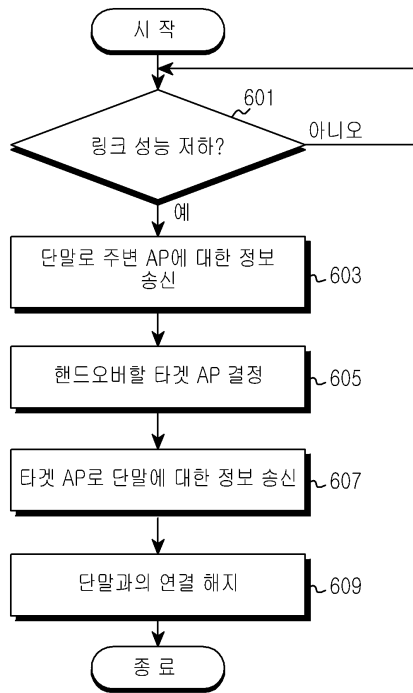 시 작
601
링크 성능 저하?
아니오
예
단말로 주변 AP에 대한 정보
송신
603
핸드오버할 타겟 AP 결정
605
타겟 AP로 단말에 대한 정보 송신
607
단말과의 연결 해지
609
종 료